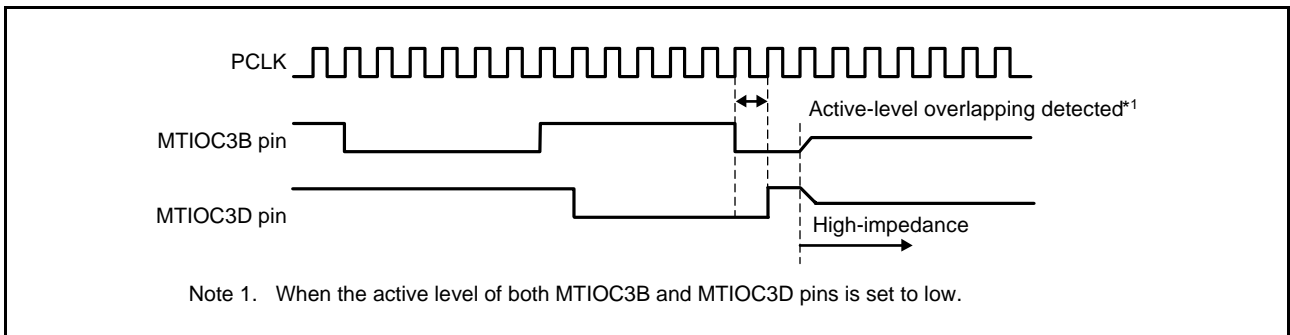 PCLK
Active-level overlapping detected*1
MTIOC3B pin
MTIOC3D pin
High-impedance
Note 1. When the active level of both MTIOC3B and MTIOC3D pins is set to low.